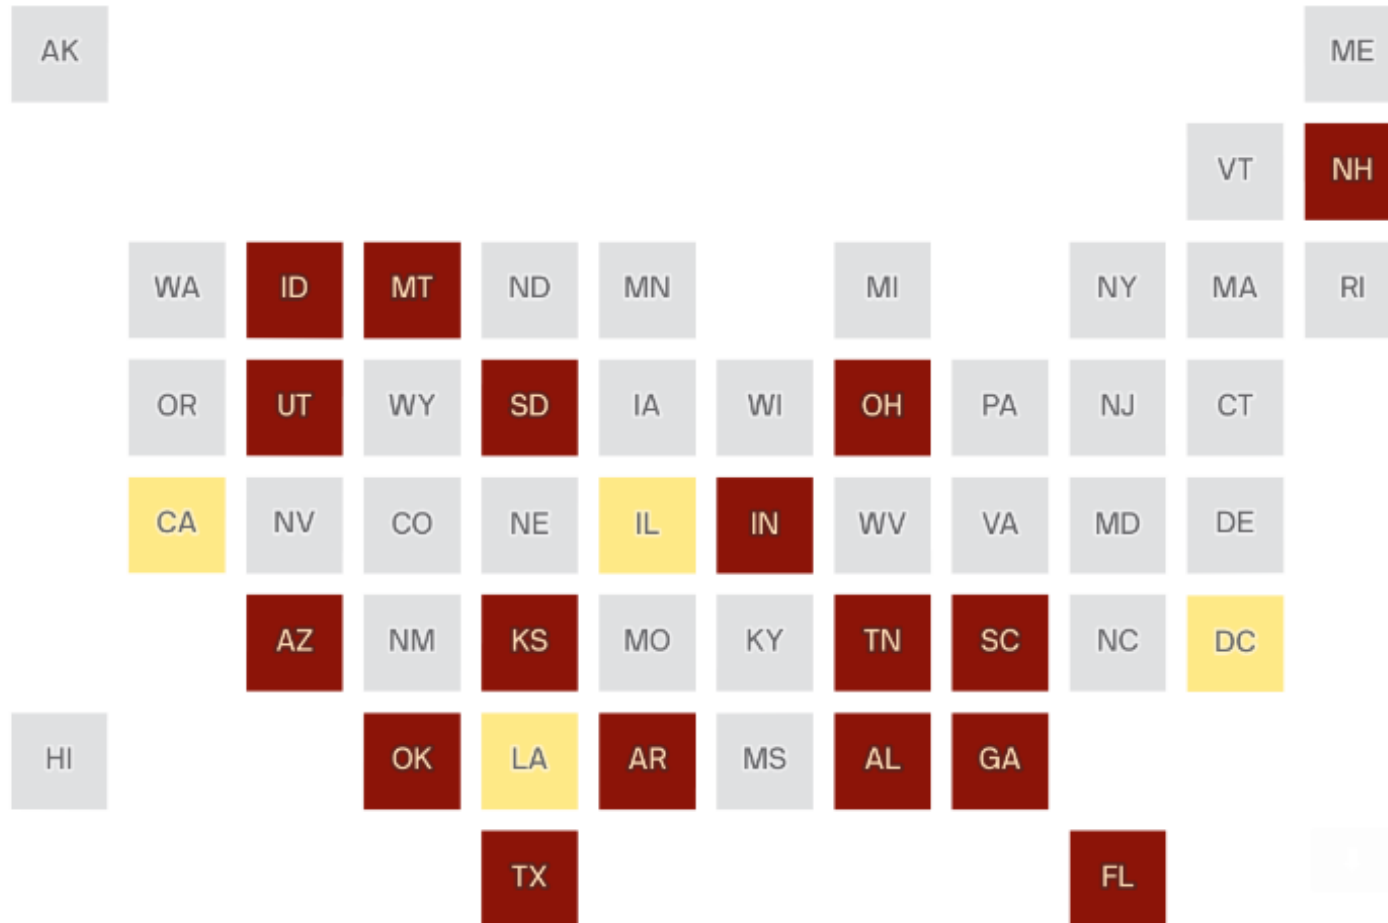 AK ME
VT NH
WA ID MT ND MN MI NY MA RI
OR UT WY SD IA WI OH PA NJ CT
CA NV CO NE IL IN WV VA MD DE
AZ NM KS MO KY TN SC NC DC
HI OK LA AR MS AL GA
TX FL